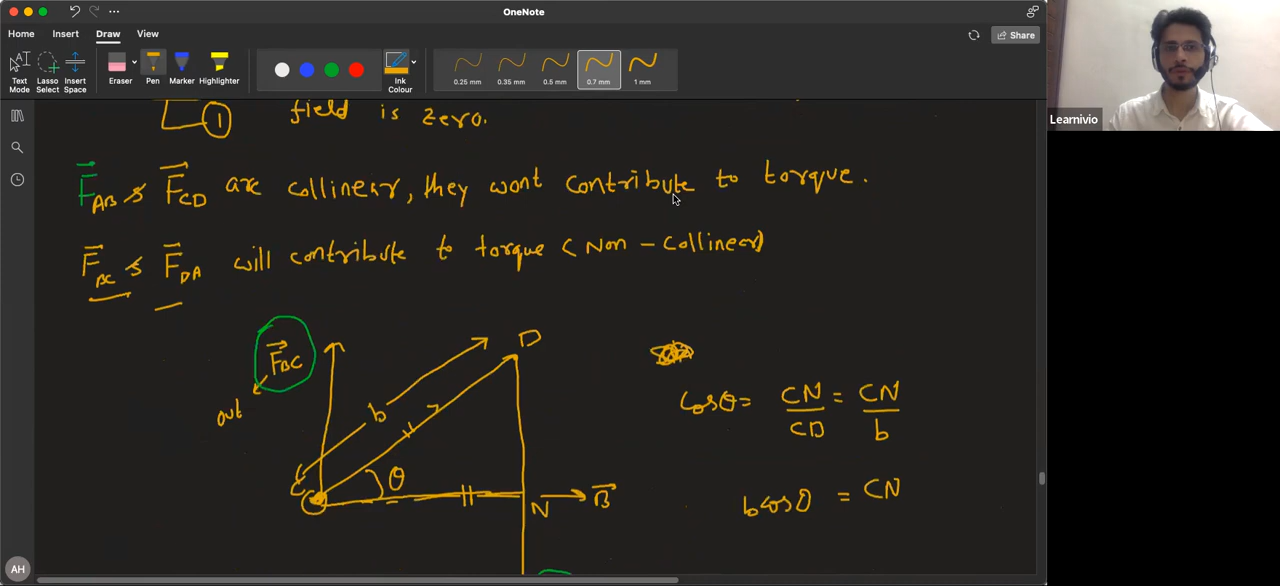 OneNote
Home Insert Draw View
Share
Text Mode
Lasso Select
Insert Space
Eraser
Pen
Marker
Highlighter
Ink Colour
0.25 mm
0.35 mm
0.5 mm
0.7 mm
1 mm
Learnivio
① field is zero.
F⃗AB & F⃗CD are collinear, they wont contribute to torque.
F⃗BC & F⃗DA will contribute to torque (Non - Collinear)
F⃗BC
out
D
b
C
θ
N
B⃗
cosθ = CN/CD = CN/b
bcosθ = CN
AH